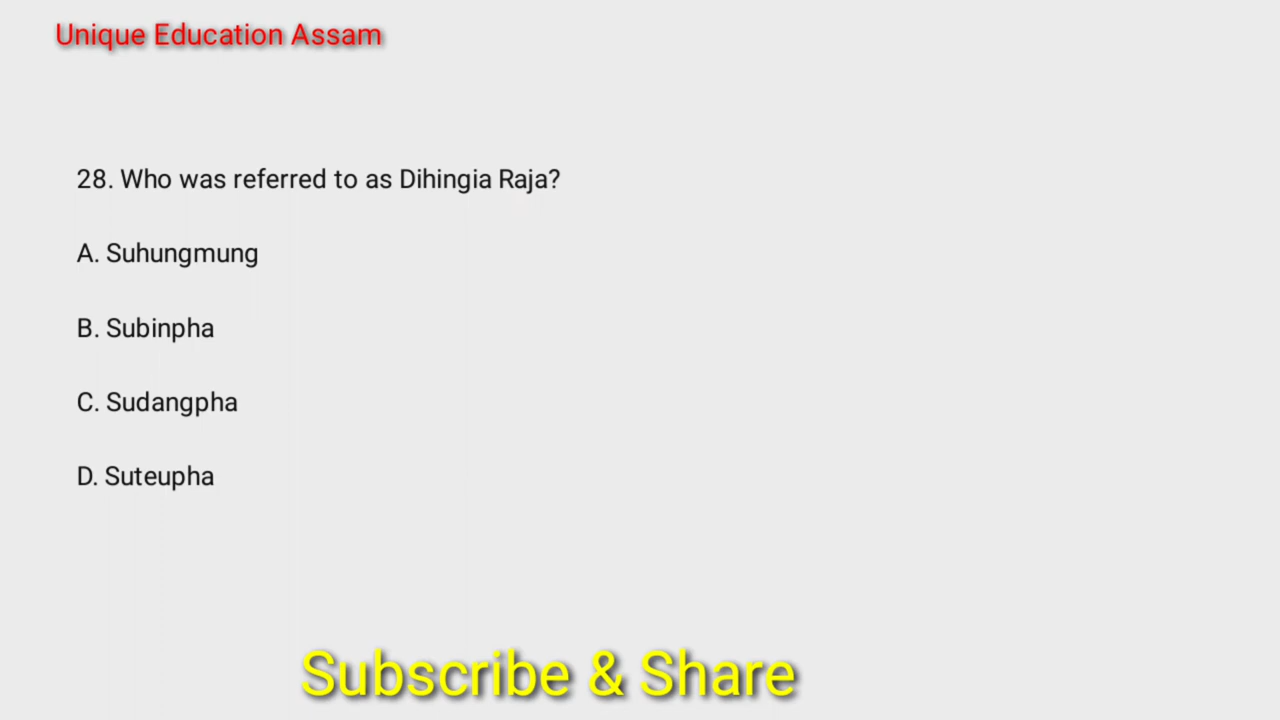 Unique Education Assam
28. Who was referred to as Dihingia Raja?
A. Suhungmung
B. Subinpha
C. Sudangpha
D. Suteupha
Subscribe & Share